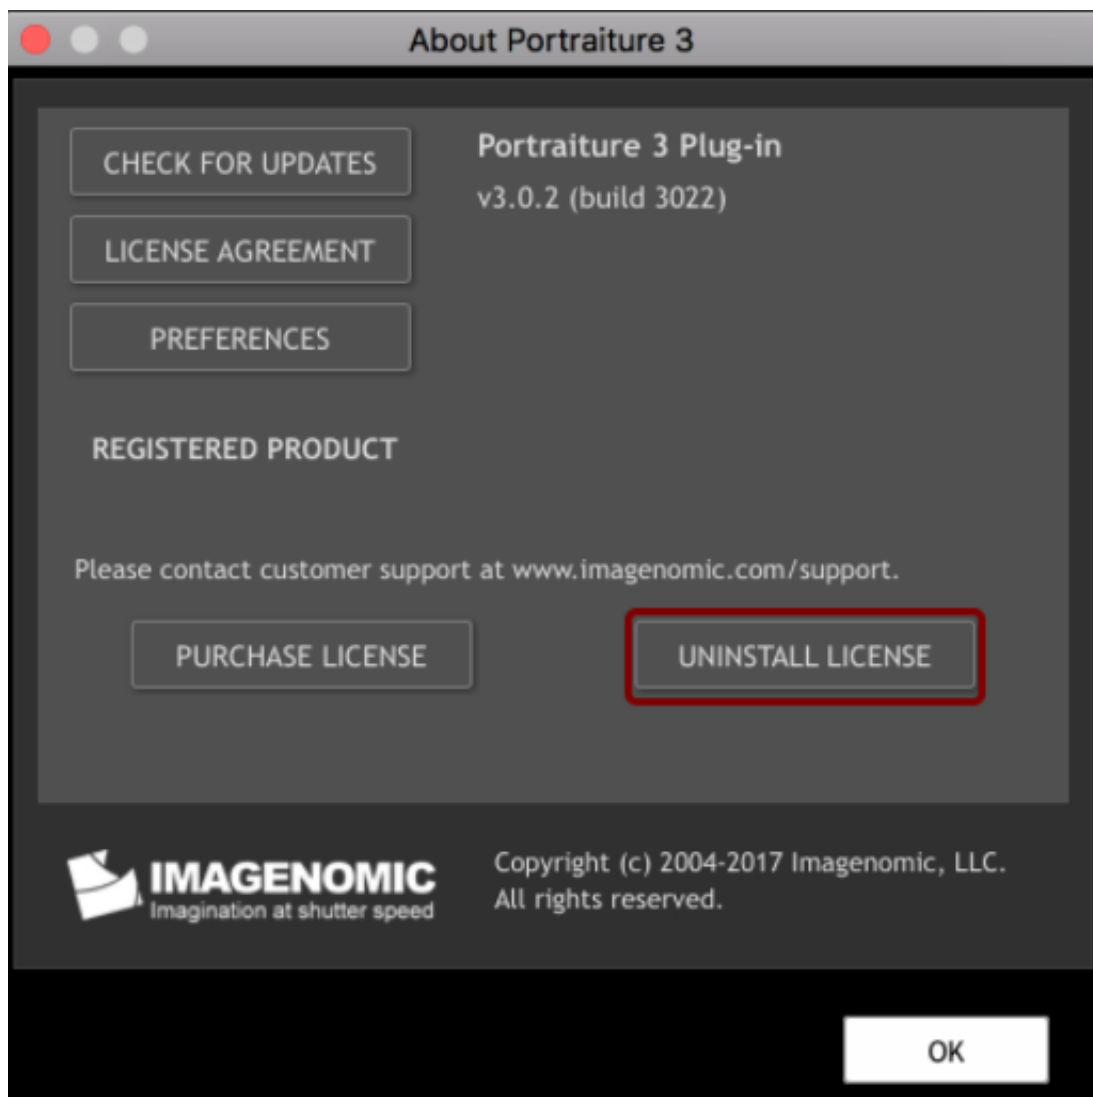 About Portraiture 3
CHECK FOR UPDATES
Portraiture 3 Plug-in
v3.0.2 (build 3022)
LICENSE AGREEMENT
PREFERENCES
REGISTERED PRODUCT
Please contact customer support at www.imagenomic.com/support.
PURCHASE LICENSE
UNINSTALL LICENSE
IMAGENOMIC
Imagination at shutter speed
Copyright (c) 2004-2017 Imagenomic, LLC.
All rights reserved.
OK